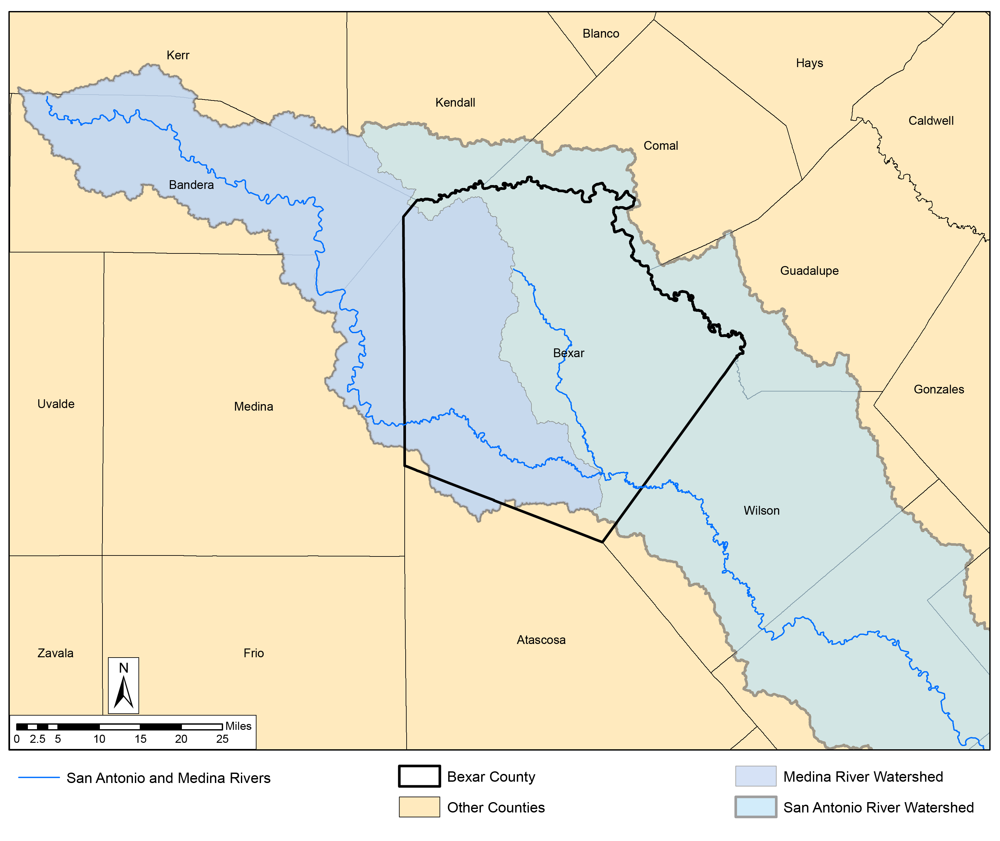 Blanco
Kerr
Hays
Kendall
Caldwell
Comal
Bandera
Guadalupe
Bexar
Gonzales
Uvalde
Medina
Wilson
Atascosa
Zavala
Frio
N
Miles
0 2.5 5 10 15 20 25
San Antonio and Medina Rivers
Bexar County
Medina River Watershed
Other Counties
San Antonio River Watershed